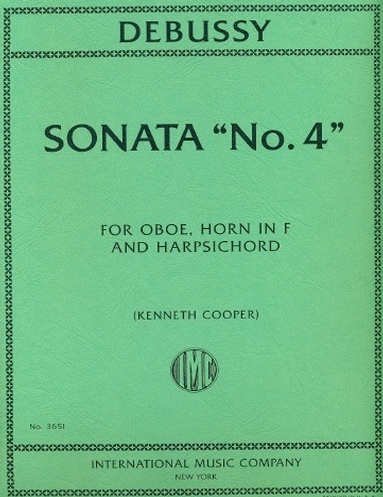 DEBUSSY
SONATA “No. 4”
FOR OBOE, HORN IN F
AND HARPSICHORD
(KENNETH COOPER)
IMC
No. 3651
INTERNATIONAL MUSIC COMPANY
NEW YORK